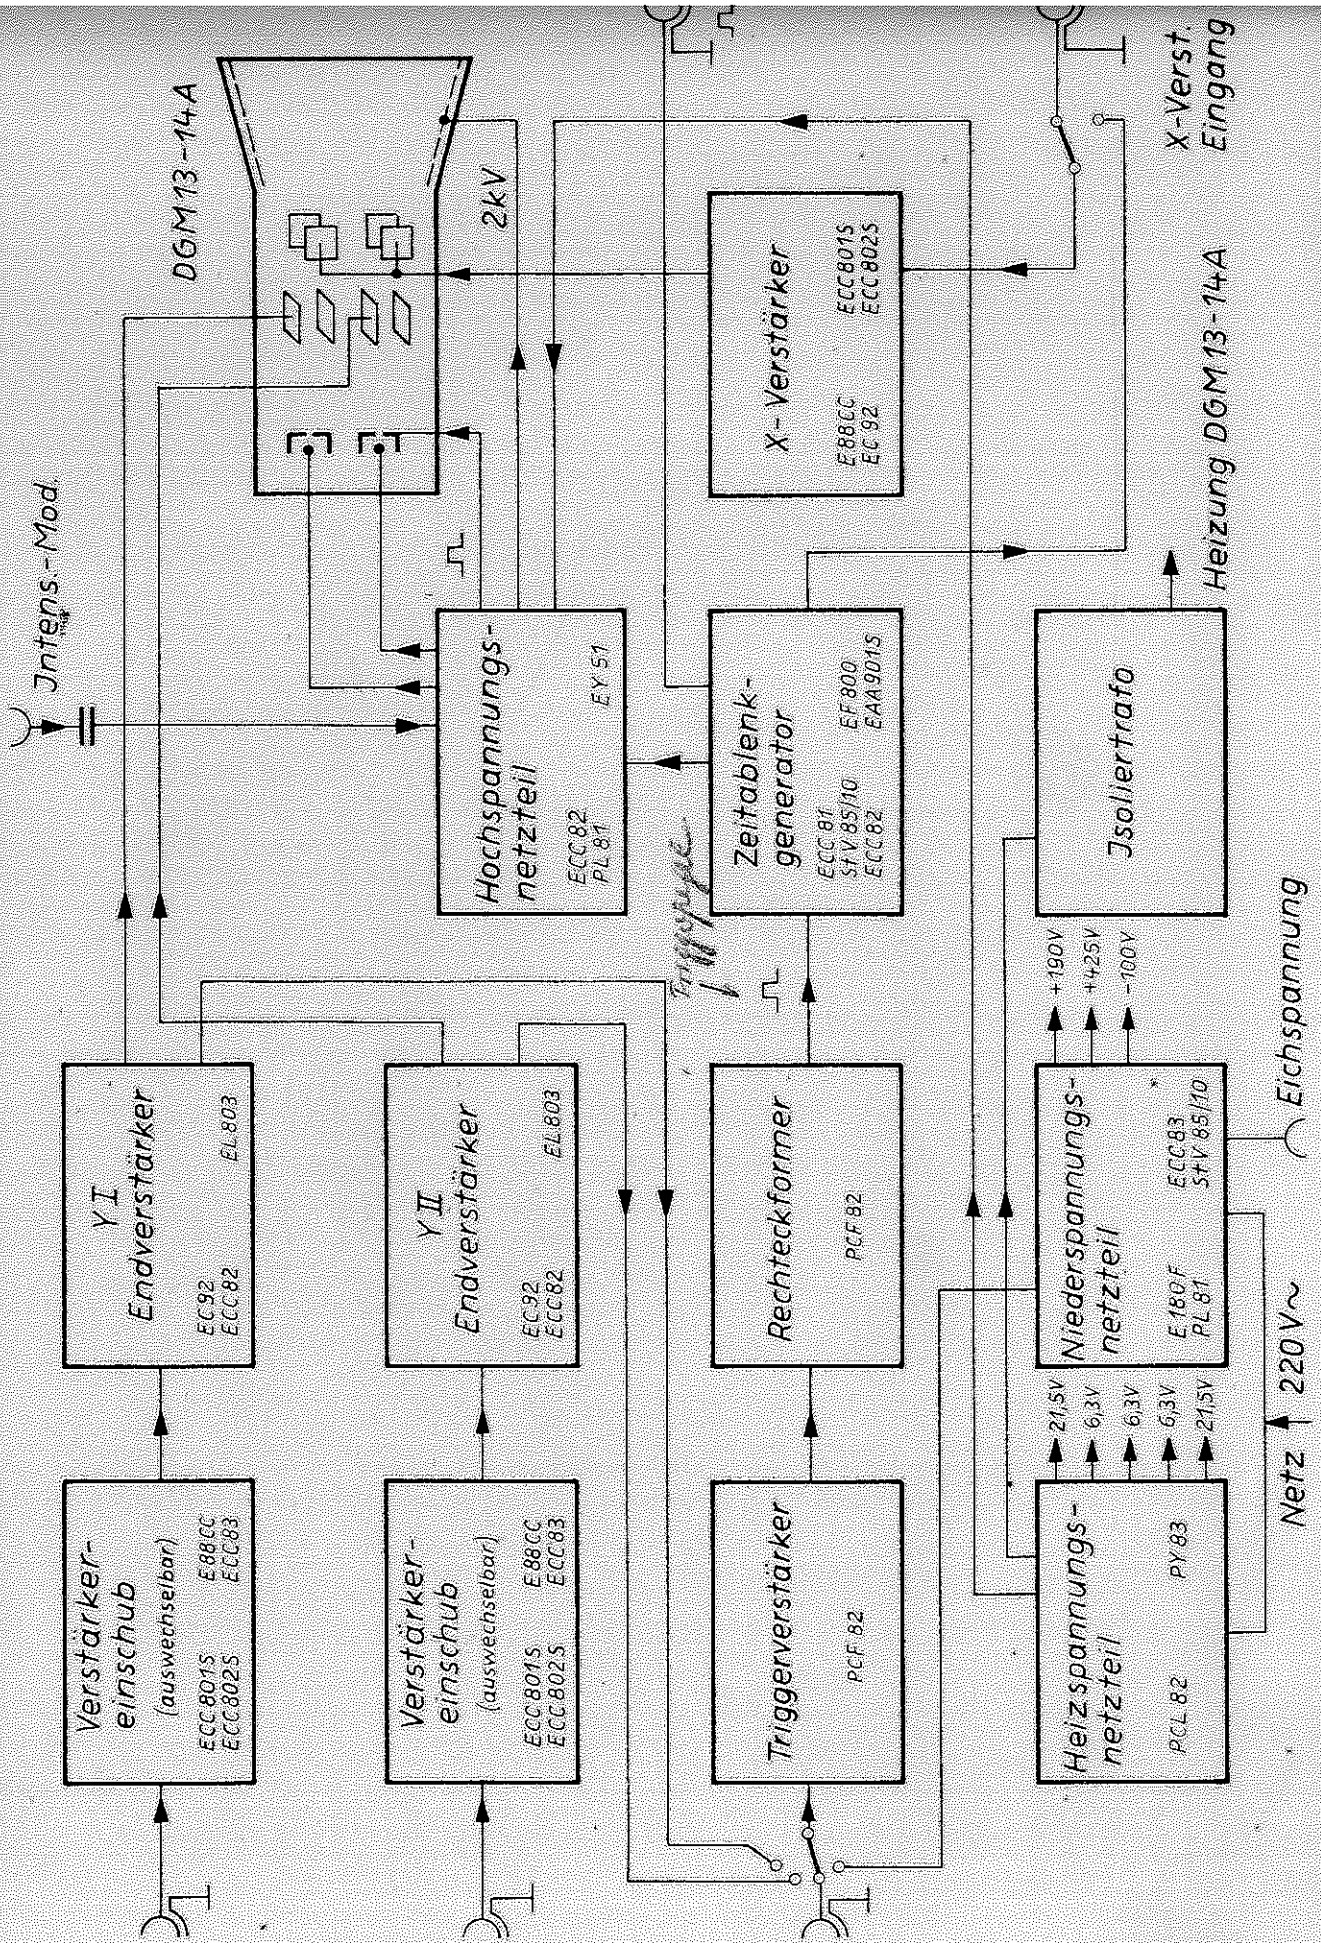 Verstärker-
einschub
(auswechselbar)
ECC801S E88CC
ECC802S ECC83
Y I
Endverstärker
EC92
ECC82 EL803
Jntens.-Mod.
DGM13-14A
Verstärker-
einschub
(auswechselbar)
ECC801S E88CC
ECC802S ECC83
Y II
Endverstärker
EC92
ECC82 EL803
Hochspannungs-
netzteil
ECC82
PL81 EY51
2kV
Triggerverstärker
PCF82
Rechteckformer
PCF82
Zeitablenk-
generator
ECC81
StV85/10 EF800
ECC82 EAA901S
X-Verstärker
E88CC ECC801S
EC92 ECC802S
X-Verst.
Eingang
Heizspannungs-
netzteil
PCL82 PY83
21,5V
6,3V
6,3V
6,3V
21,5V
Niederspannungs-
netzteil
E180F ECC83
PL81 StV85/10
+190V
+425V
-100V
Jsoliertrafo
Heizung DGM13-14A
Netz 220V~
Eichspannung